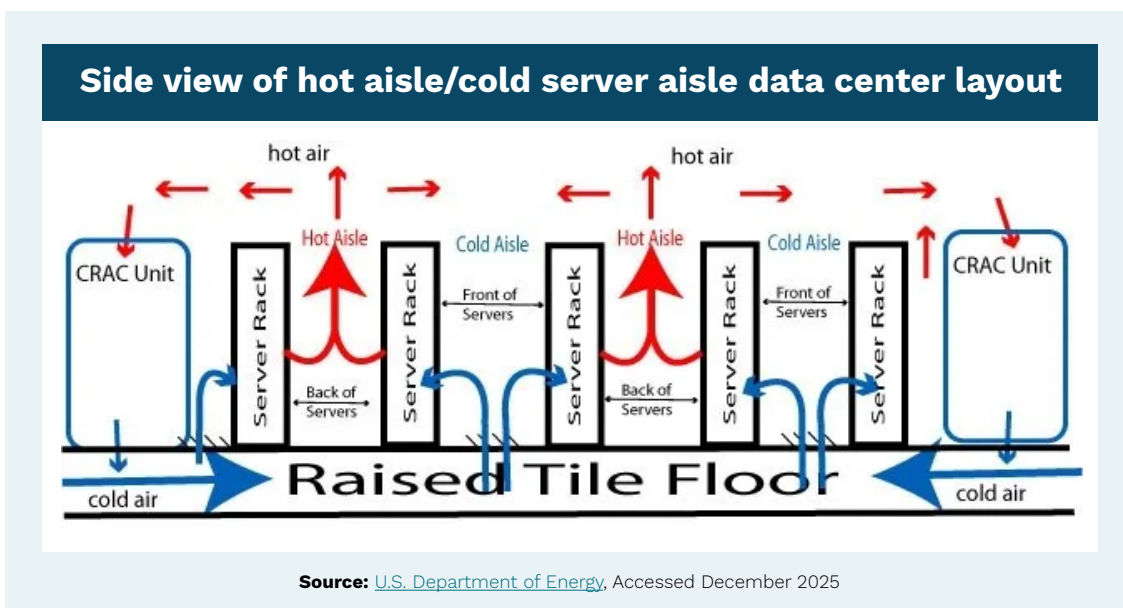 Side view of hot aisle/cold server aisle data center layout
hot air
hot air
Hot Aisle
Cold Aisle
Hot Aisle
Cold Aisle
CRAC Unit
CRAC Unit
Server Rack
Server Rack
Server Rack
Server Rack
Server Rack
Front of
Servers
Front of
Servers
Back of
Servers
Back of
Servers
Raised Tile Floor
cold air
cold air
Source: U.S. Department of Energy, Accessed December 2025